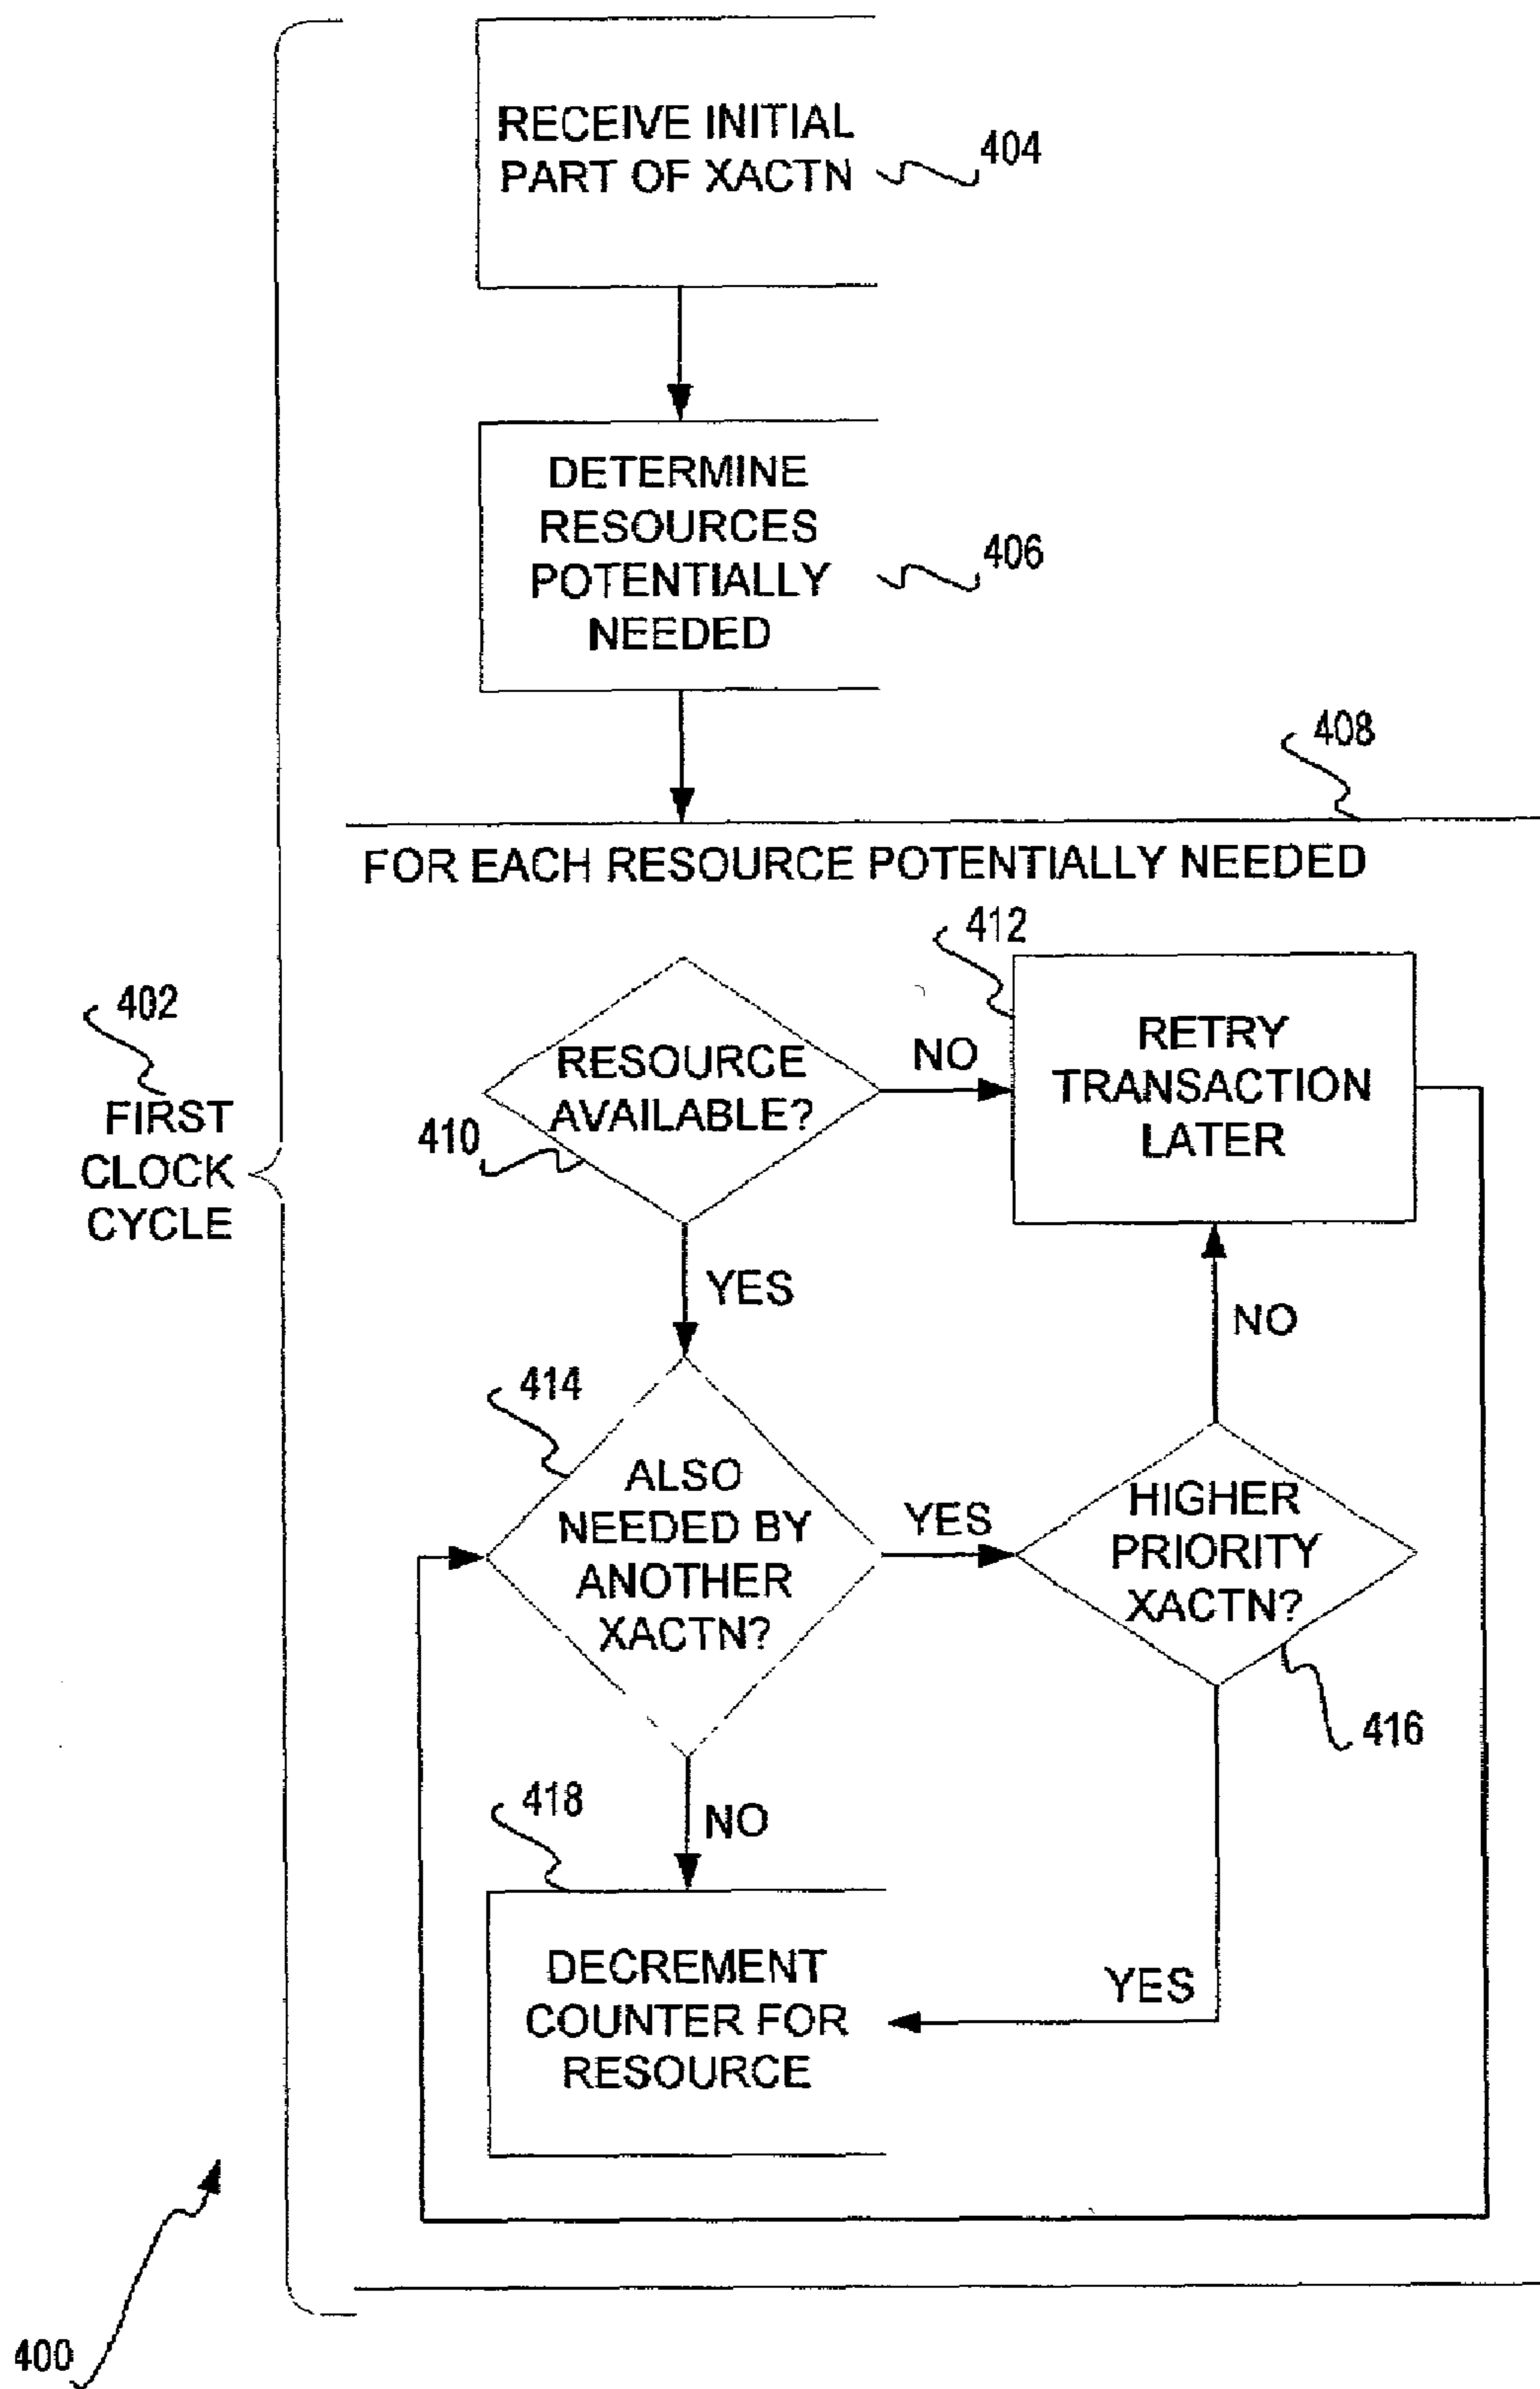 RECEIVE INITIAL
PART OF XACTN
404
DETERMINE
RESOURCES
POTENTIALLY
NEEDED
406
408
FOR EACH RESOURCE POTENTIALLY NEEDED
402
FIRST
CLOCK
CYCLE
RESOURCE
AVAILABLE?
410
NO
412
RETRY
TRANSACTION
LATER
YES
NO
414
ALSO
NEEDED BY
ANOTHER
XACTN?
YES
HIGHER
PRIORITY
XACTN?
416
NO
418
DECREMENT
COUNTER FOR
RESOURCE
YES
400